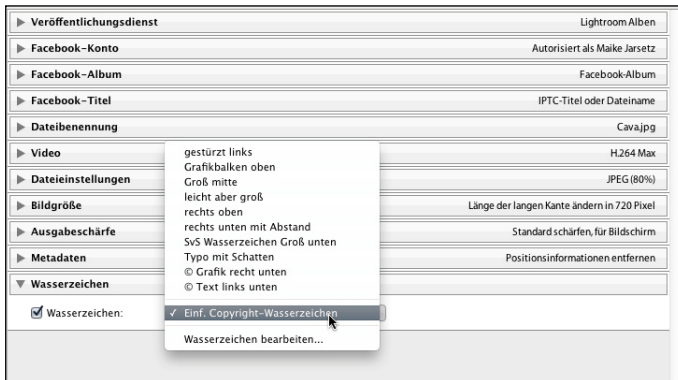 Veröffentlichungsdienst Lightroom Alben
Facebook-Konto Autorisiert als Maike Jarsetz
Facebook-Album Facebook-Album
Facebook-Titel IPTC-Titel oder Dateiname
Dateibenennung Cava.jpg
Video H.264 Max
Dateieinstellungen JPEG (80%)
Bildgröße Länge der langen Kante ändern in 720 Pixel
Ausgabeschärfe Standard schärfen, für Bildschirm
Metadaten Positionsinformationen entfernen
Wasserzeichen
Wasserzeichen:
gestürzt links
Grafikbalken oben
Groß mitte
leicht aber groß
rechts oben
rechts unten mit Abstand
SvS Wasserzeichen Groß unten
Typo mit Schatten
© Grafik recht unten
© Text links unten
✓ Einf. Copyright-Wasserzeichen
Wasserzeichen bearbeiten...